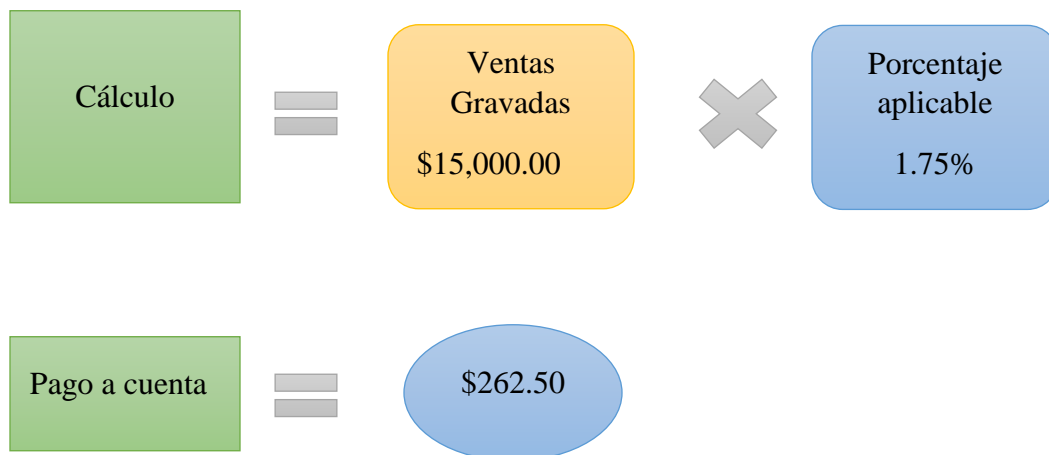 Cálculo
Ventas
Gravadas
$15,000.00
Porcentaje
aplicable
1.75%
Pago a cuenta
$262.50